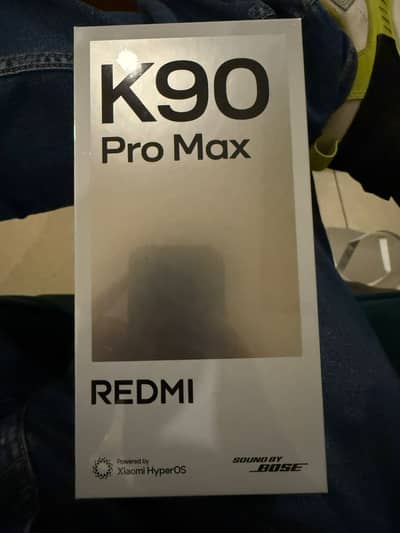 K90
Pro Max
REDMI
Powered by
Xiaomi HyperOS
SOUND BY
BOSE